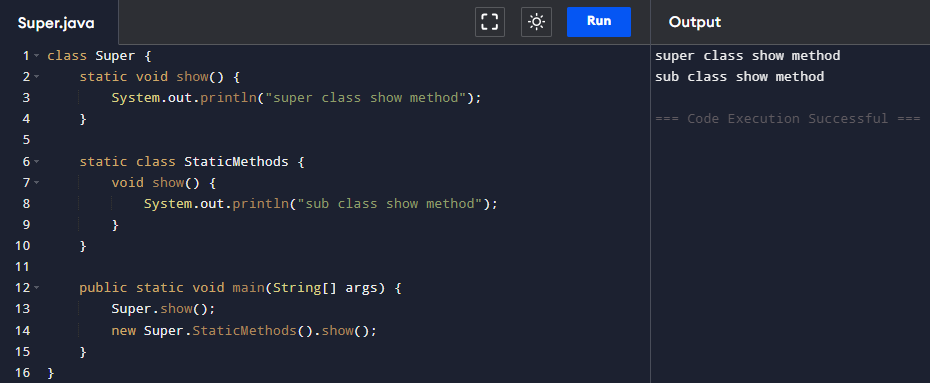 Super.java
Run
Output
1 class Super {
2     static void show() {
3         System.out.println("super class show method");
4     }
5
6     static class StaticMethods {
7         void show() {
8             System.out.println("sub class show method");
9         }
10     }
11
12     public static void main(String[] args) {
13         Super.show();
14         new Super.StaticMethods().show();
15     }
16 }
super class show method
sub class show method
=== Code Execution Successful ===